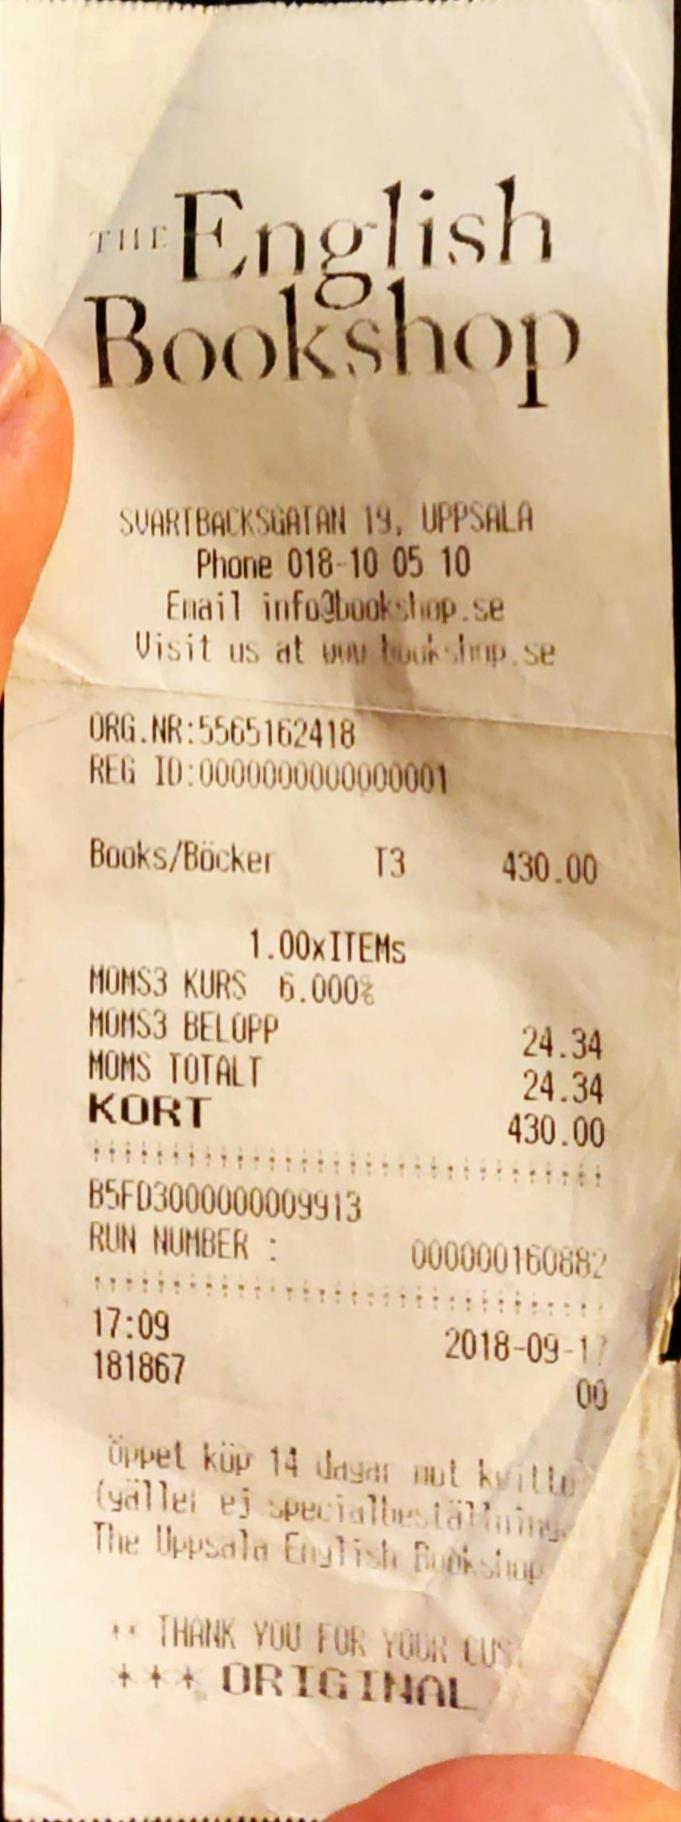 THE English
Bookshop
SVARTBACKSGATAN 19, UPPSALA
Phone 018-10 05 10
Email info@bookshop.se
Visit us at www.bookshop.se
ORG.NR:5565162418
REG ID:0000000000000001
Books/Böcker T3 430.00
1.00xITEMs
MOMS3 KURS 6.000%
MOMS3 BELOPP 24.34
MOMS TOTALT 24.34
KORT 430.00
B5FD3000000009913
RUN NUMBER : 000000160882
17:09 2018-09-17
181867 00
Öppet köp 14 dagar mot kvitto
(gäller ej specialbeställning
The Uppsala English Bookshop
** THANK YOU FOR YOUR CUS
*** ORIGINAL